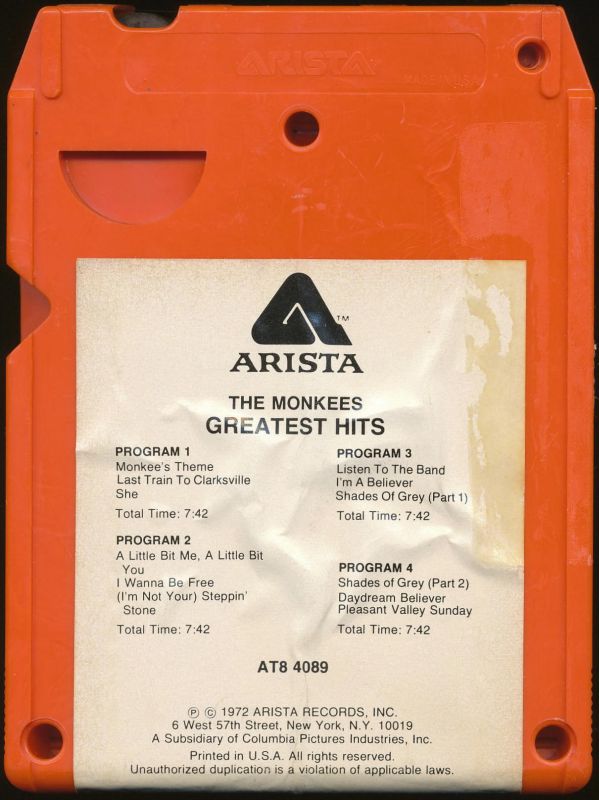 ARISTA
MADE IN USA
TM
ARISTA
THE MONKEES
GREATEST HITS
PROGRAM 1
Monkee's Theme
Last Train To Clarksville
She
Total Time: 7:42
PROGRAM 2
A Little Bit Me, A Little Bit
You
I Wanna Be Free
(I'm Not Your) Steppin'
Stone
Total Time: 7:42
PROGRAM 3
Listen To The Band
I'm A Believer
Shades Of Grey (Part 1)
Total Time: 7:42
PROGRAM 4
Shades of Grey (Part 2)
Daydream Believer
Pleasant Valley Sunday
Total Time: 7:42
AT8 4089
℗ © 1972 ARISTA RECORDS, INC.
6 West 57th Street, New York, N.Y. 10019
A Subsidiary of Columbia Pictures Industries, Inc.
Printed in U.S.A. All rights reserved.
Unauthorized duplication is a violation of applicable laws.